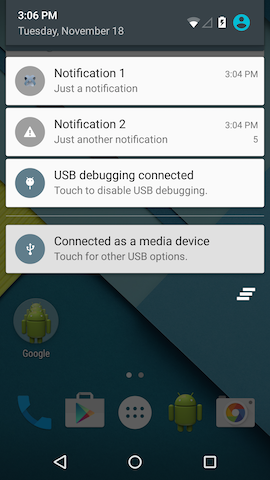 3:06 PM
Tuesday, November 18
Notification 1
3:04 PM
Just a notification
Notification 2
3:04 PM
Just another notification
5
USB debugging connected
Touch to disable USB debugging.
Connected as a media device
Touch for other USB options.
Google